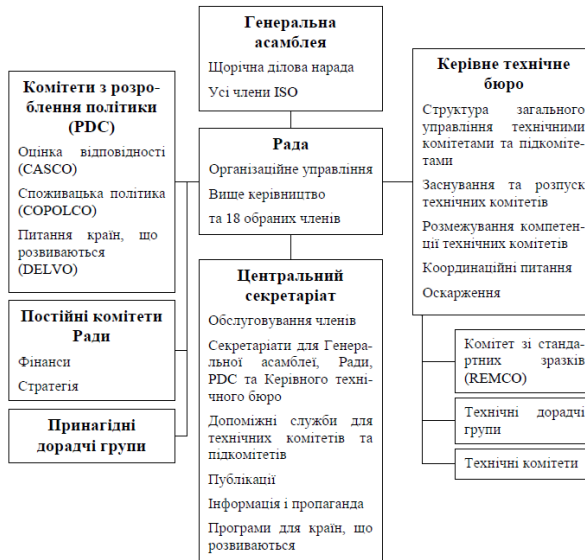 Генеральна
асамблея
Щорічна ділова нарада
Усі члени ISO
Комітети з розро-
блення політики
(PDC)
Оцінка відповідності
(CASCO)
Споживацька політика
(COPOLCO)
Питання країн, що
розвиваються
(DELVO)
Рада
Організаційне управління
Вище керівництво
та 18 обраних членів
Керівне технічне
бюро
Структура загального
управління технічними
комітетами та підкоміте-
тами
Заснування та розпуск
технічних комітетів
Розмежування компетен-
ції технічних комітетів
Координаційні питання
Оскарження
Постійні комітети
Ради
Фінанси
Стратегія
Принагідні
дорадчі групи
Центральний
секретаріат
Обслуговування членів
Секретаріати для Генера-
льної асамблеї, Ради,
PDC та Керівного техні-
чного бюро
Допоміжні служби для
технічних комітетів та
підкомітетів
Публікації
Інформація і пропаганда
Програми для країн, що
розвиваються
Комітет зі станда-
ртних зразків
(REMCO)
Технічні дорадчі
групи
Технічні комітети